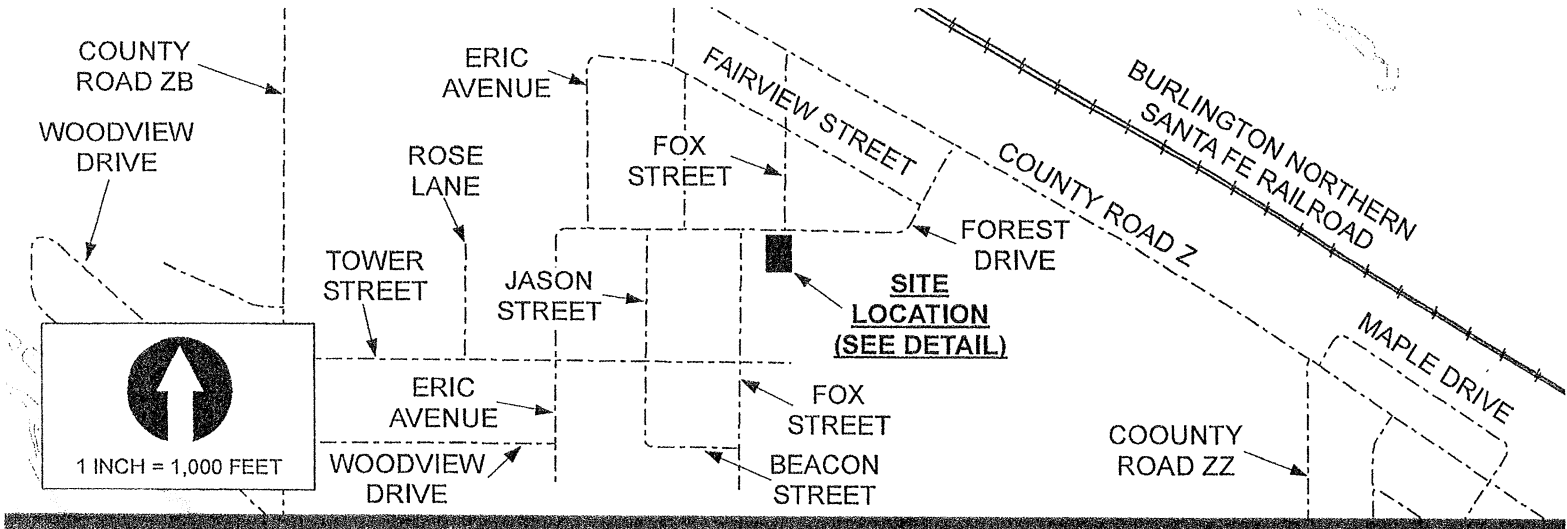 COUNTY
ROAD ZB
WOODVIEW
DRIVE
ERIC
AVENUE
FAIRVIEW STREET
BURLINGTON NORTHERN
SANTA FE RAILROAD
ROSE
LANE
FOX
STREET
COUNTY ROAD Z
TOWER
STREET
JASON
STREET
FOREST
DRIVE
SITE
LOCATION
(SEE DETAIL)
MAPLE DRIVE
ERIC
AVENUE
FOX
STREET
1 INCH = 1,000 FEET
WOODVIEW
DRIVE
BEACON
STREET
COOUNTY
ROAD ZZ